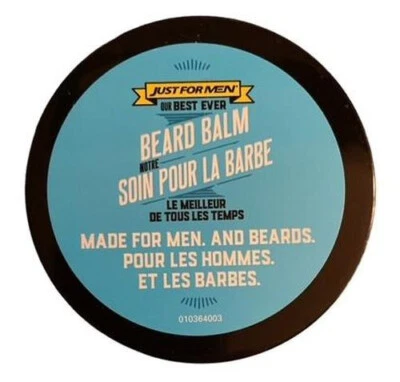 JUST FOR MEN
OUR BEST EVER
BEARD BALM
NOTRE
SOIN POUR LA BARBE
LE MEILLEUR
DE TOUS LES TEMPS
MADE FOR MEN. AND BEARDS.
POUR LES HOMMES.
ET LES BARBES.
010364003